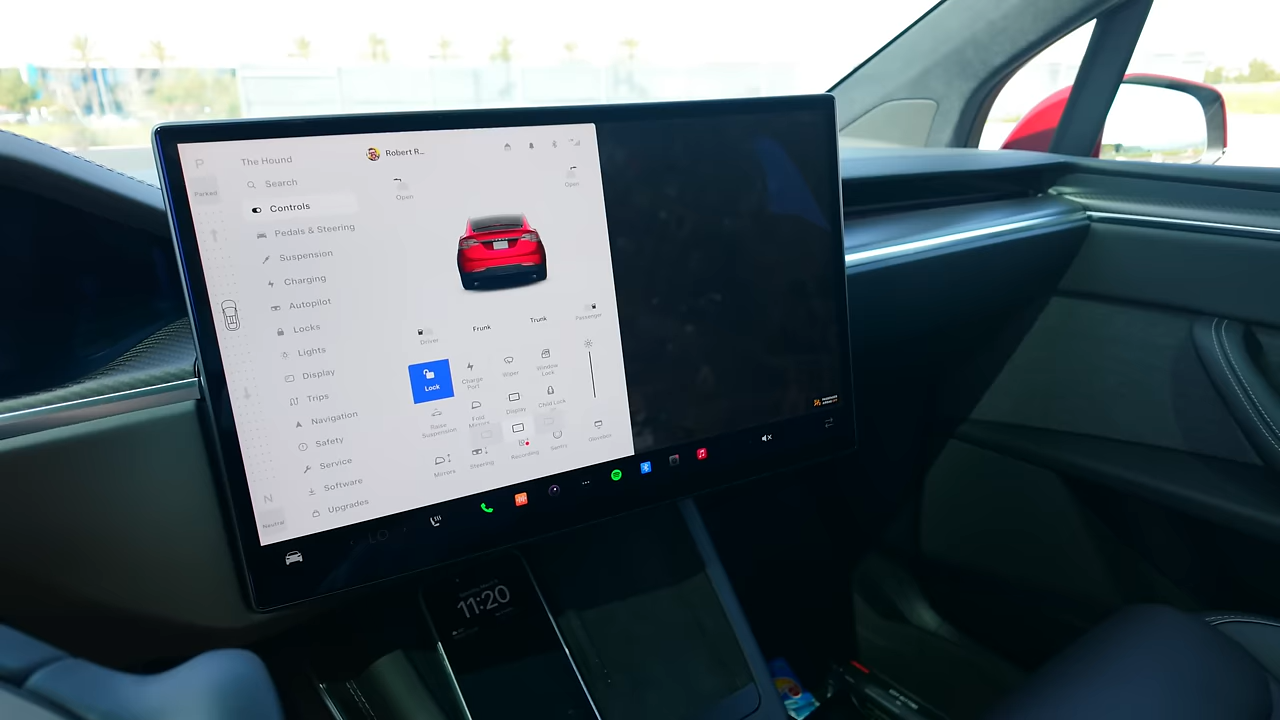 P
Parked
N
Neutral
The Hound
Search
Controls
Pedals & Steering
Suspension
Charging
Autopilot
Locks
Lights
Display
Trips
Navigation
Safety
Service
Software
Upgrades
Robert R...
Open
Open
Driver
Frunk
Trunk
Passenger
Lock
Charge
Port
Wiper
Window
Lock
Raise
Suspension
Fold
Mirrors
Display
Child Lock
Mirrors
Steering
Recording
Sentry
Glovebox
LO
11:20